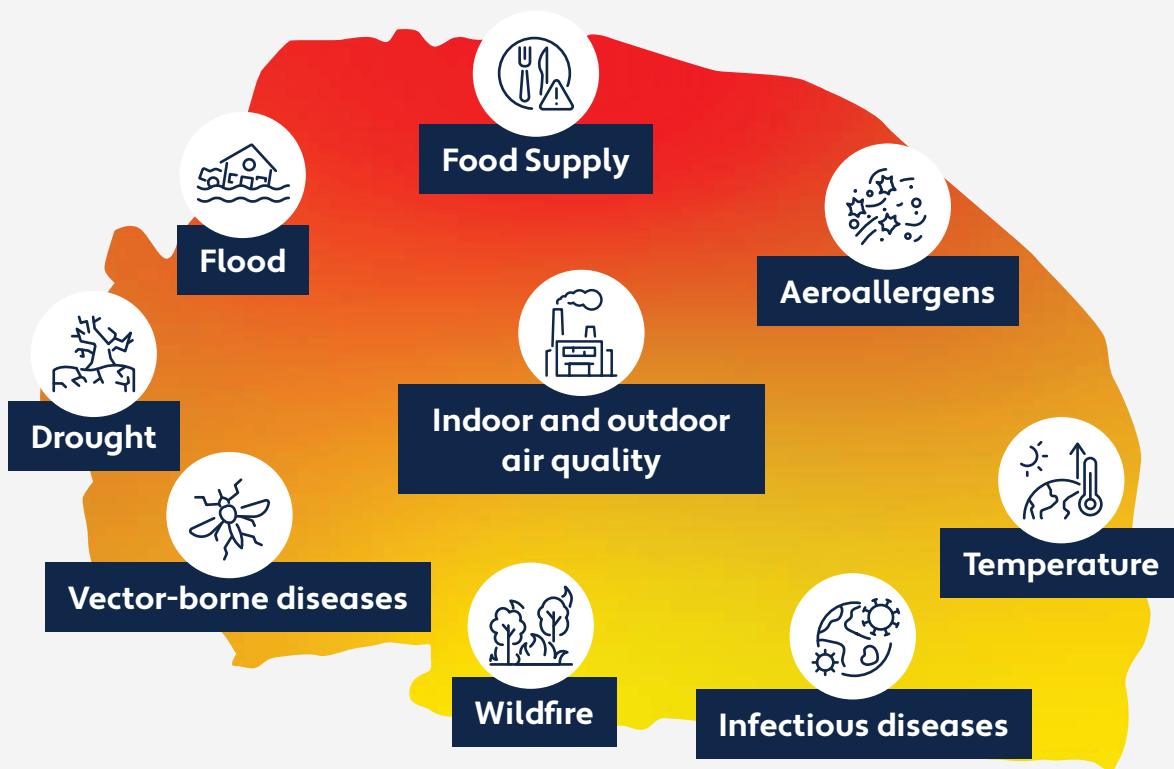 Food Supply
Flood
Aeroallergens
Drought
Indoor and outdoor
air quality
Temperature
Vector-borne diseases
Wildfire
Infectious diseases